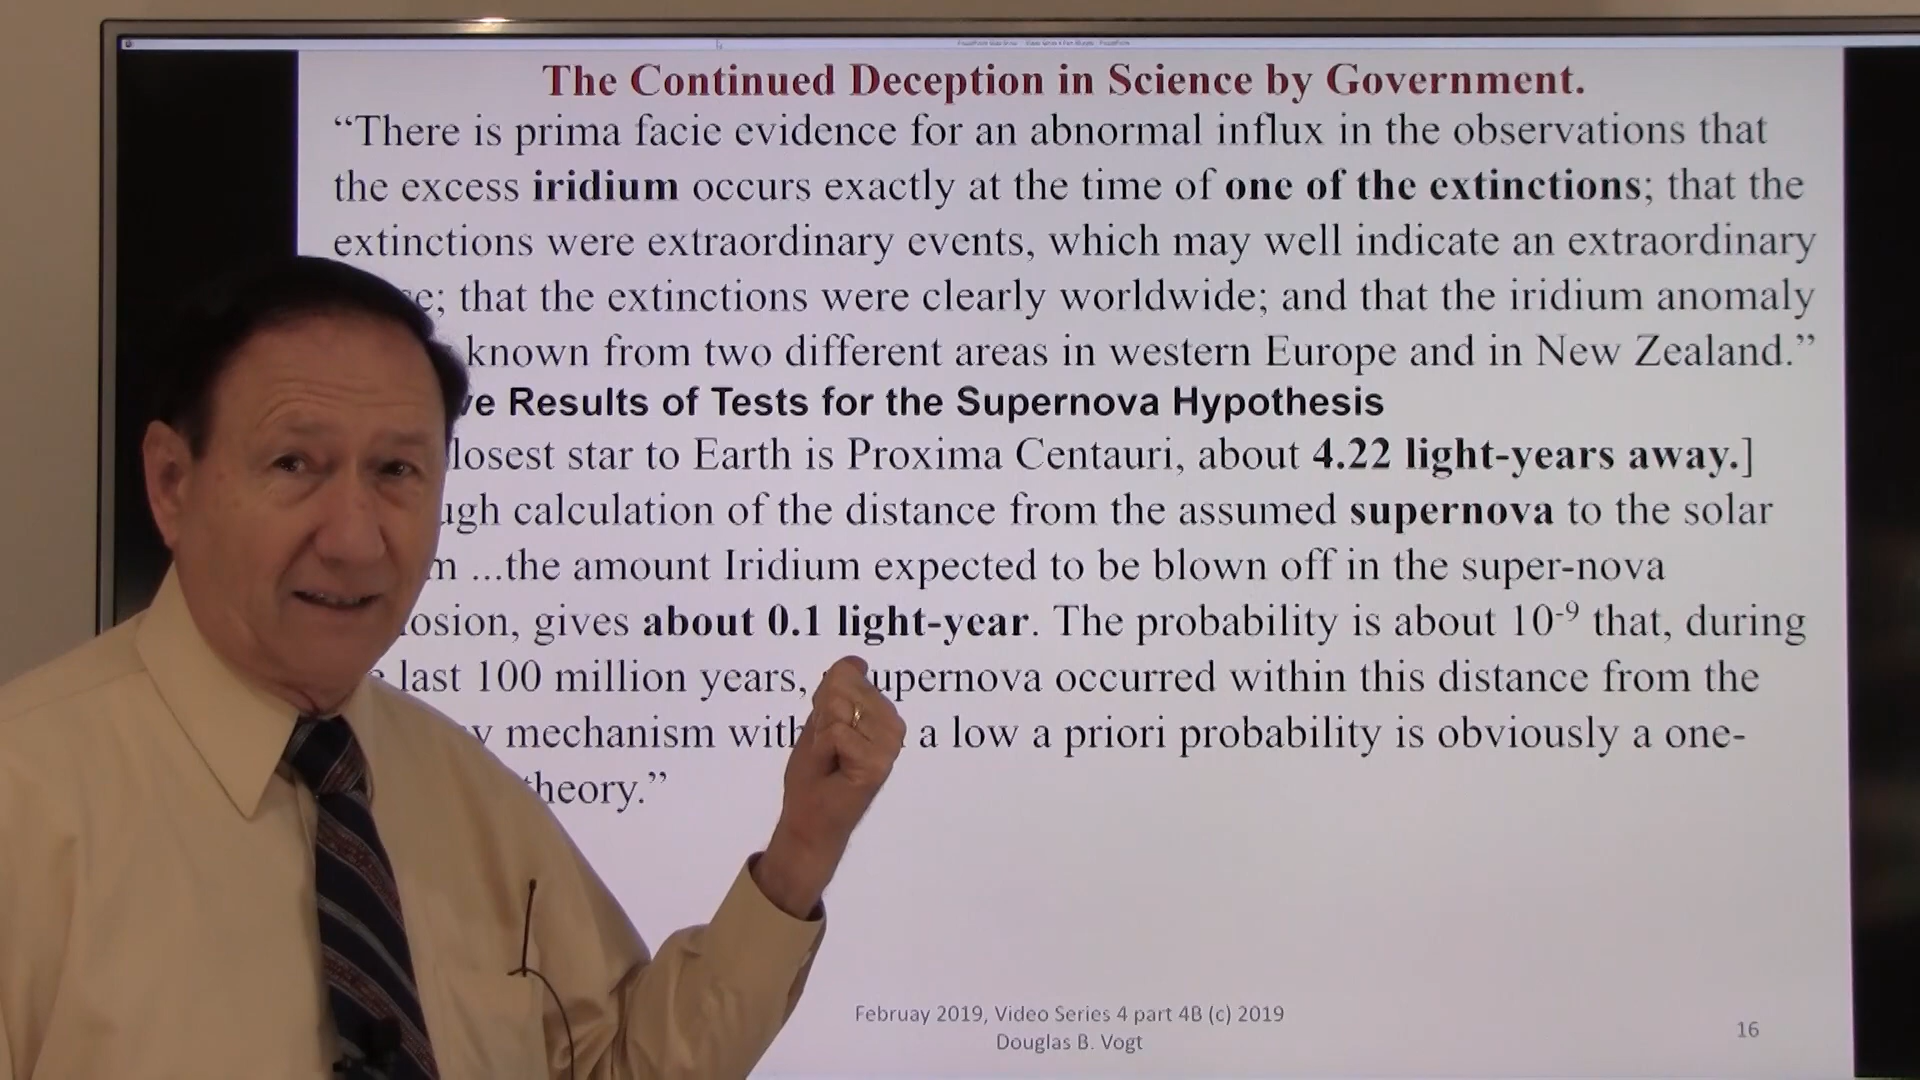 The Continued Deception in Science by Government.
“There is prima facie evidence for an abnormal influx in the observations that
the excess iridium occurs exactly at the time of one of the extinctions; that the
extinctions were extraordinary events, which may well indicate an extraordinary
that the extinctions were clearly worldwide; and that the iridium anomaly
known from two different areas in western Europe and in New Zealand.”
Results of Tests for the Supernova Hypothesis
star to Earth is Proxima Centauri, about 4.22 light-years away.]
calculation of the distance from the assumed supernova to the solar
...the amount Iridium expected to be blown off in the super-nova
gives about 0.1 light-year. The probability is about 10⁻⁹ that, during
last 100 million years, supernova occurred within this distance from the
mechanism with a low a priori probability is obviously a one-
theory.”
Februay 2019, Video Series 4 part 4B (c) 2019
Douglas B. Vogt
16